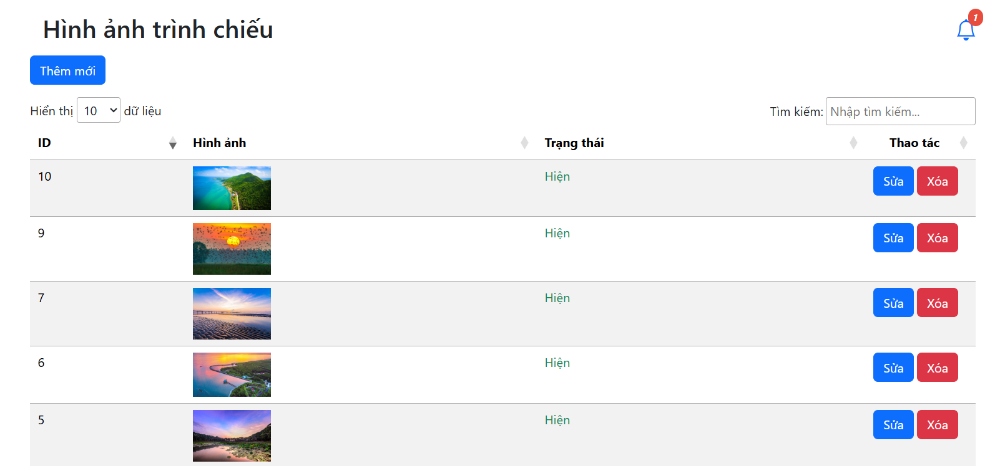 Hình ảnh trình chiếu
1
Thêm mới
Hiển thị 10 dữ liệu
Tìm kiếm: Nhập tìm kiếm...
ID Hình ảnh Trạng thái Thao tác
10 Hiện Sửa Xóa
9 Hiện Sửa Xóa
7 Hiện Sửa Xóa
6 Hiện Sửa Xóa
5 Hiện Sửa Xóa